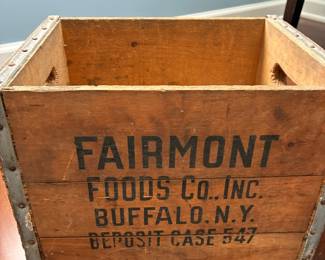 FAIRMONT
FOODS CO., INC.
BUFFALO, N.Y.
DEPOSIT CASE 547